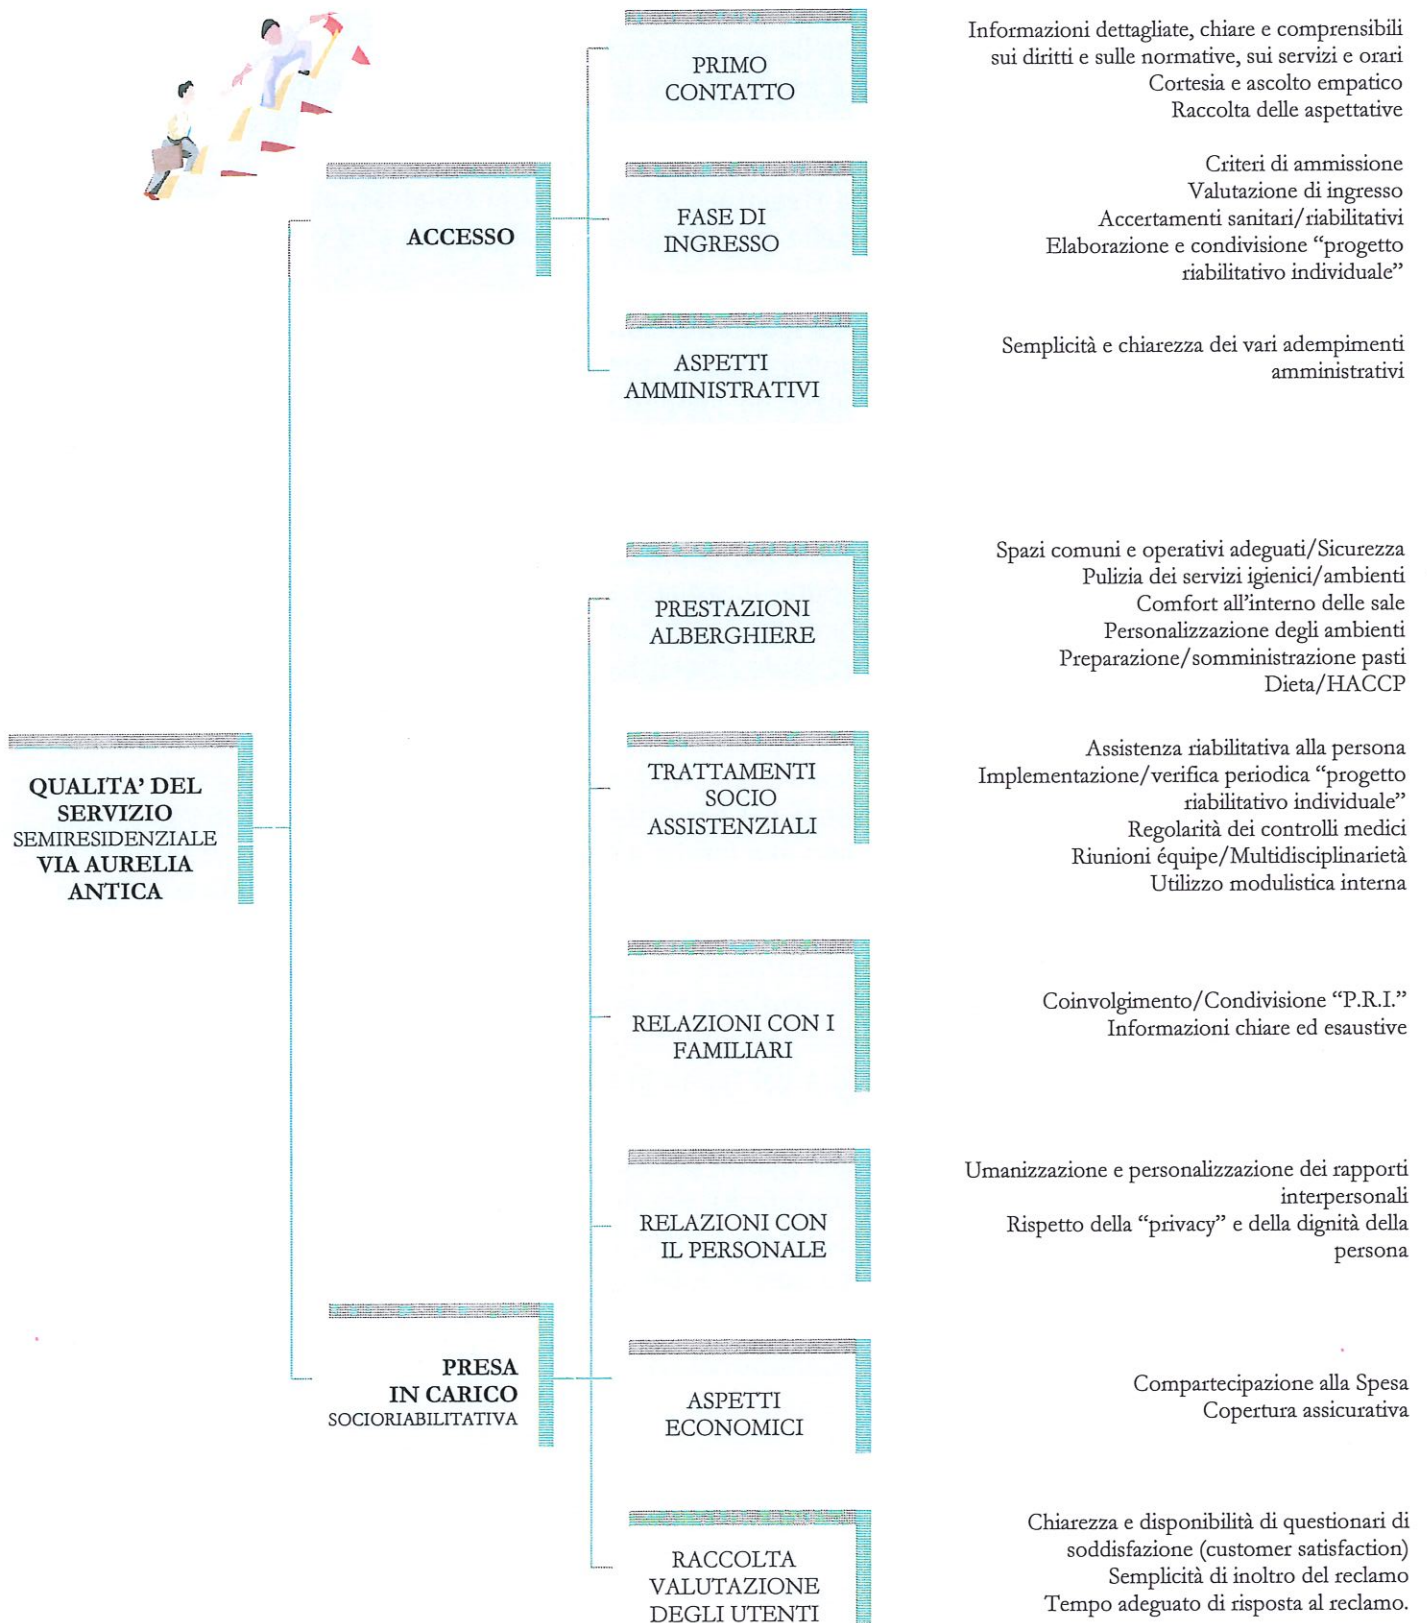 PRIMO
CONTATTO
Informazioni dettagliate, chiare e comprensibili
sui diritti e sulle normative, sui servizi e orari
Cortesia e ascolto empatico
Raccolta delle aspettative
ACCESSO
FASE DI
INGRESSO
Criteri di ammissione
Valutazione di ingresso
Accertamenti sanitari/riabilitativi
Elaborazione e condivisione “progetto
riabilitativo individuale”
ASPETTI
AMMINISTRATIVI
Semplicità e chiarezza dei vari adempimenti
amministrativi
QUALITA’ DEL
SERVIZIO
SEMIRESIDENZIALE
VIA AURELIA
ANTICA
PRESTAZIONI
ALBERGHIERE
Spazi comuni e operativi adeguati/Sicurezza
Pulizia dei servizi igienici/ambienti
Comfort all’interno delle sale
Personalizzazione degli ambienti
Preparazione/somministrazione pasti
Dieta/HACCP
TRATTAMENTI
SOCIO
ASSISTENZIALI
Assistenza riabilitativa alla persona
Implementazione/verifica periodica “progetto
riabilitativo individuale”
Regolarità dei controlli medici
Riunioni équipe/Multidisciplinarietà
Utilizzo modulistica interna
RELAZIONI CON I
FAMILIARI
Coinvolgimento/Condivisione “P.R.I.”
Informazioni chiare ed esaustive
RELAZIONI CON
IL PERSONALE
Umanizzazione e personalizzazione dei rapporti
interpersonali
Rispetto della “privacy” e della dignità della
persona
PRESA
IN CARICO
SOCIORIABILITATIVA
ASPETTI
ECONOMICI
Compartecipazione alla Spesa
Copertura assicurativa
RACCOLTA
VALUTAZIONE
DEGLI UTENTI
Chiarezza e disponibilità di questionari di
soddisfazione (customer satisfaction)
Semplicità di inoltro del reclamo
Tempo adeguato di risposta al reclamo.